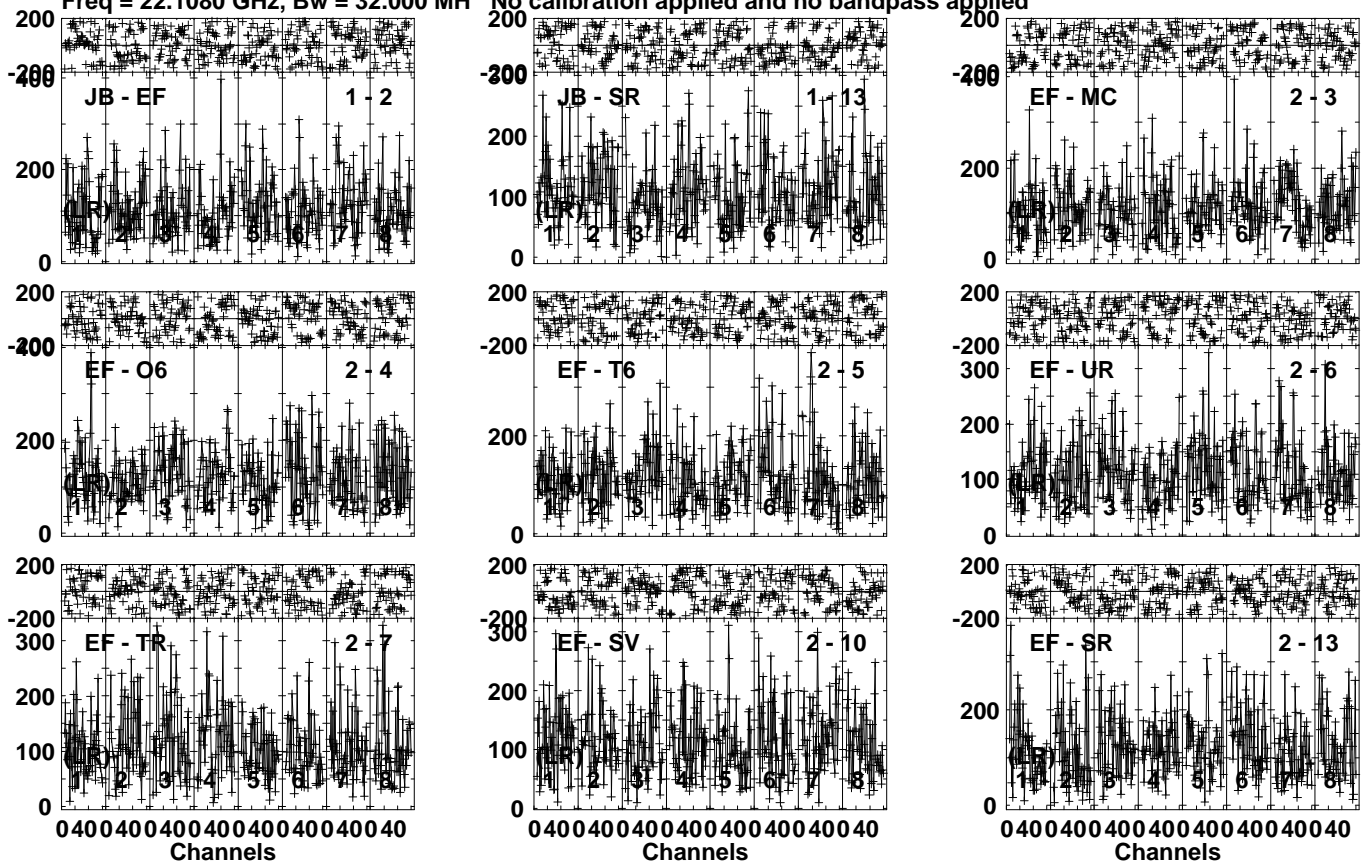 Freq = 22.1080 GHz, Bw = 32.000 MH No calibration applied and no bandpass applied
200 200 200
-200 -200 -200
400 300 400
JB - EF 1 - 2 JB - SR 1 - 13 EF - MC 2 - 3
200 200 200
100
(LR) (LR) (LR)
1 2 3 4 5 6 7 8 1 2 3 4 5 6 7 8 1 2 3 4 5 6 7 8
0 0 0
200 200 200
-200 -200 -200
400 300
EF - O6 2 - 4 EF - T6 2 - 5 EF - UR 2 - 6
200 200 200
100
(LR) (LR) (LR)
1 2 3 4 5 6 7 8 1 2 3 4 5 6 7 8 1 2 3 4 5 6 7 8
0 0 0
200 200 200
-200 -200 -200
300 300
EF - TR 2 - 7 EF - SV 2 - 10 EF - SR 2 - 13
200 200 200
100 100
(LR) (LR) (LR)
1 2 3 4 5 6 7 8 1 2 3 4 5 6 7 8 1 2 3 4 5 6 7 8
0 0 0
0 40 0 40 0 40 0 40 0 40 0 40 0 40 0 40 0 40 0 40 0 40 0 40 0 40 0 40 0 40 0 40 0 40 0 40 0 40 0 40 0 40 0 40 0 40 0 40
Channels Channels Channels